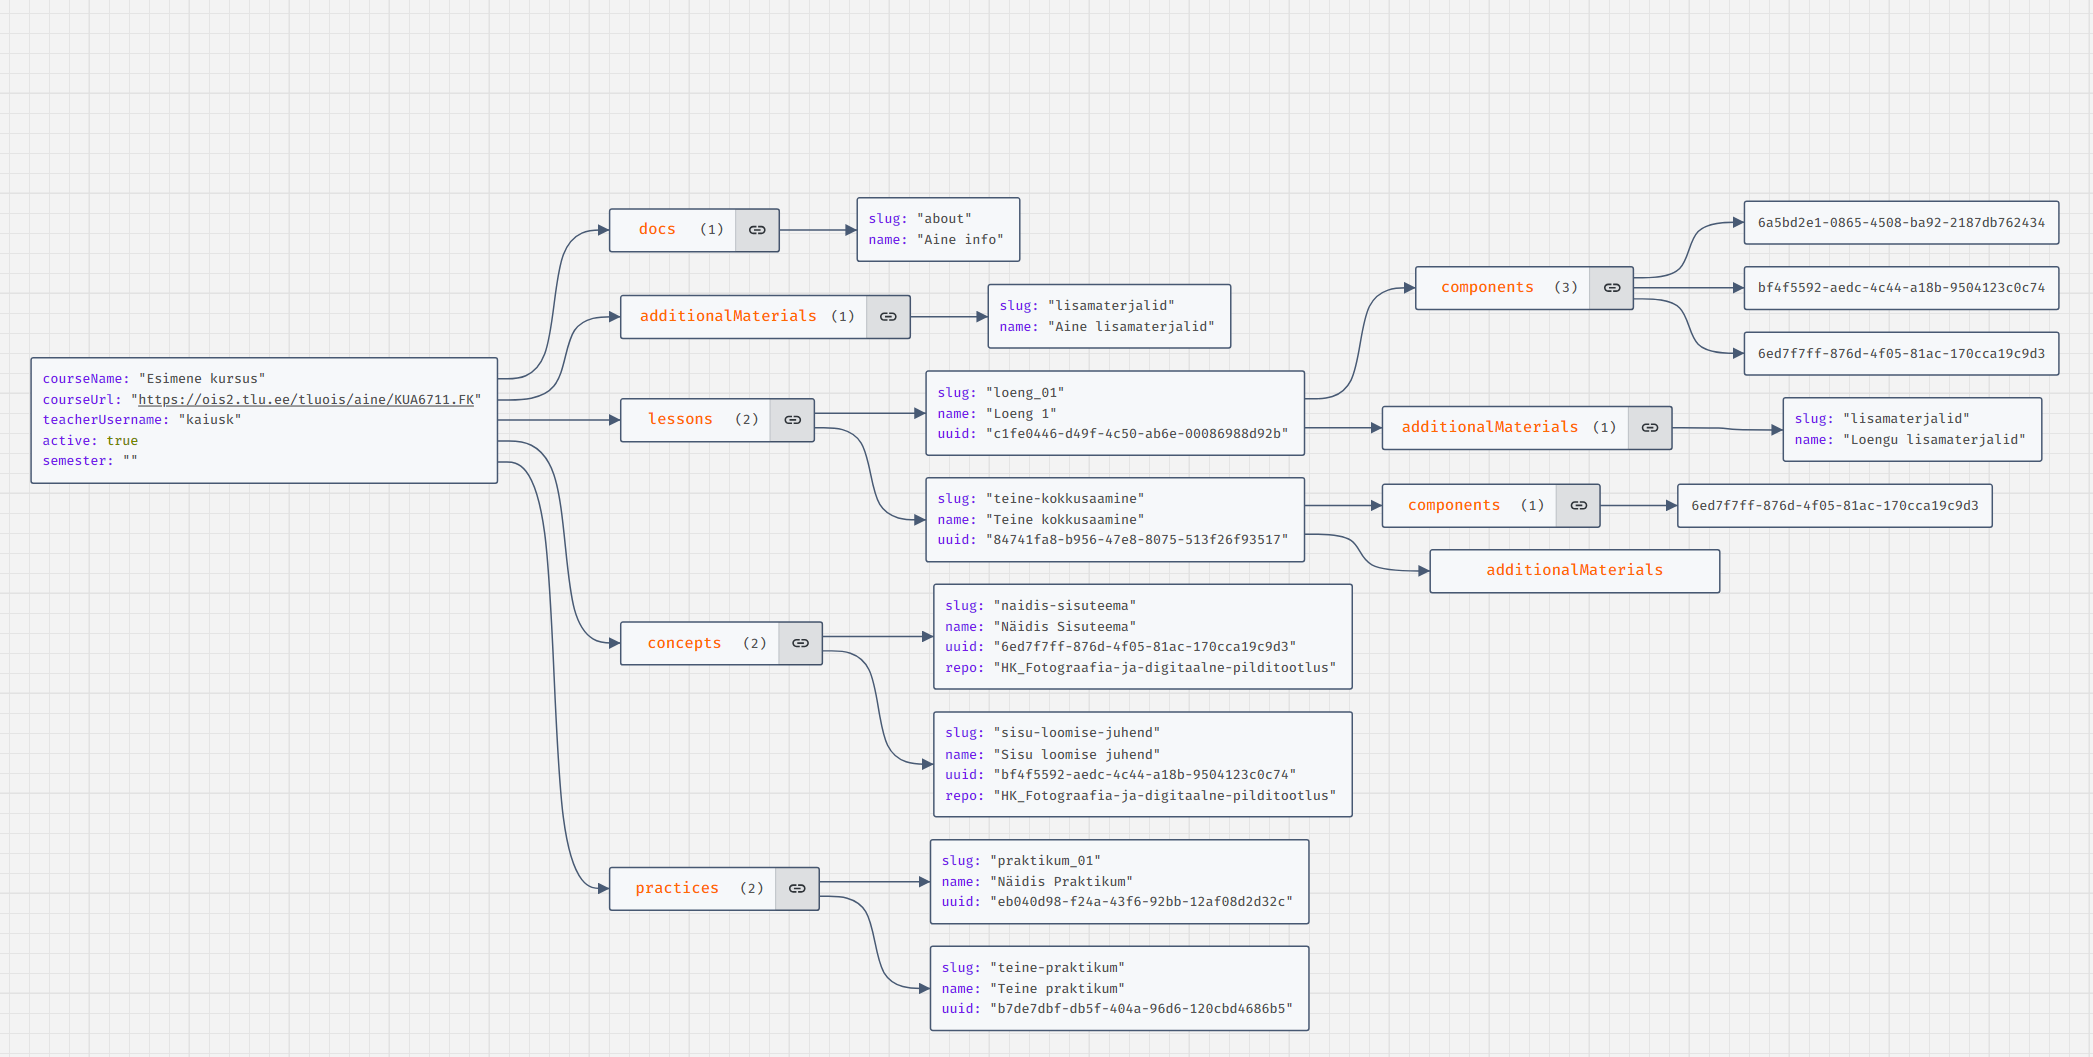 courseName: "Esimene kursus"
courseUrl: "https://ois2.tlu.ee/tluois/aine/KUA6711.FK"
teacherUsername: "kaiusk"
active: true
semester: ""
docs (1)
slug: "about"
name: "Aine info"
additionalMaterials (1)
slug: "lisamaterjalid"
name: "Aine lisamaterjalid"
lessons (2)
slug: "loeng_01"
name: "Loeng 1"
uuid: "c1fe0446-d49f-4c50-ab6e-00086988d92b"
components (3)
6a5bd2e1-0865-4508-ba92-2187db762434
bf4f5592-aedc-4c44-a18b-9504123c0c74
6ed7f7ff-876d-4f05-81ac-170cca19c9d3
additionalMaterials (1)
slug: "lisamaterjalid"
name: "Loengu lisamaterjalid"
slug: "teine-kokkusaamine"
name: "Teine kokkusaamine"
uuid: "84741fa8-b956-47e8-8075-513f26f93517"
components (1)
6ed7f7ff-876d-4f05-81ac-170cca19c9d3
additionalMaterials
concepts (2)
slug: "naidis-sisuteema"
name: "Näidis Sisuteema"
uuid: "6ed7f7ff-876d-4f05-81ac-170cca19c9d3"
repo: "HK_Fotograafia-ja-digitaalne-pilditootlus"
slug: "sisu-loomise-juhend"
name: "Sisu loomise juhend"
uuid: "bf4f5592-aedc-4c44-a18b-9504123c0c74"
repo: "HK_Fotograafia-ja-digitaalne-pilditootlus"
practices (2)
slug: "praktikum_01"
name: "Näidis Praktikum"
uuid: "eb040d98-f24a-43f6-92bb-12af08d2d32c"
slug: "teine-praktikum"
name: "Teine praktikum"
uuid: "b7de7dbf-db5f-404a-96d6-120cbd4686b5"